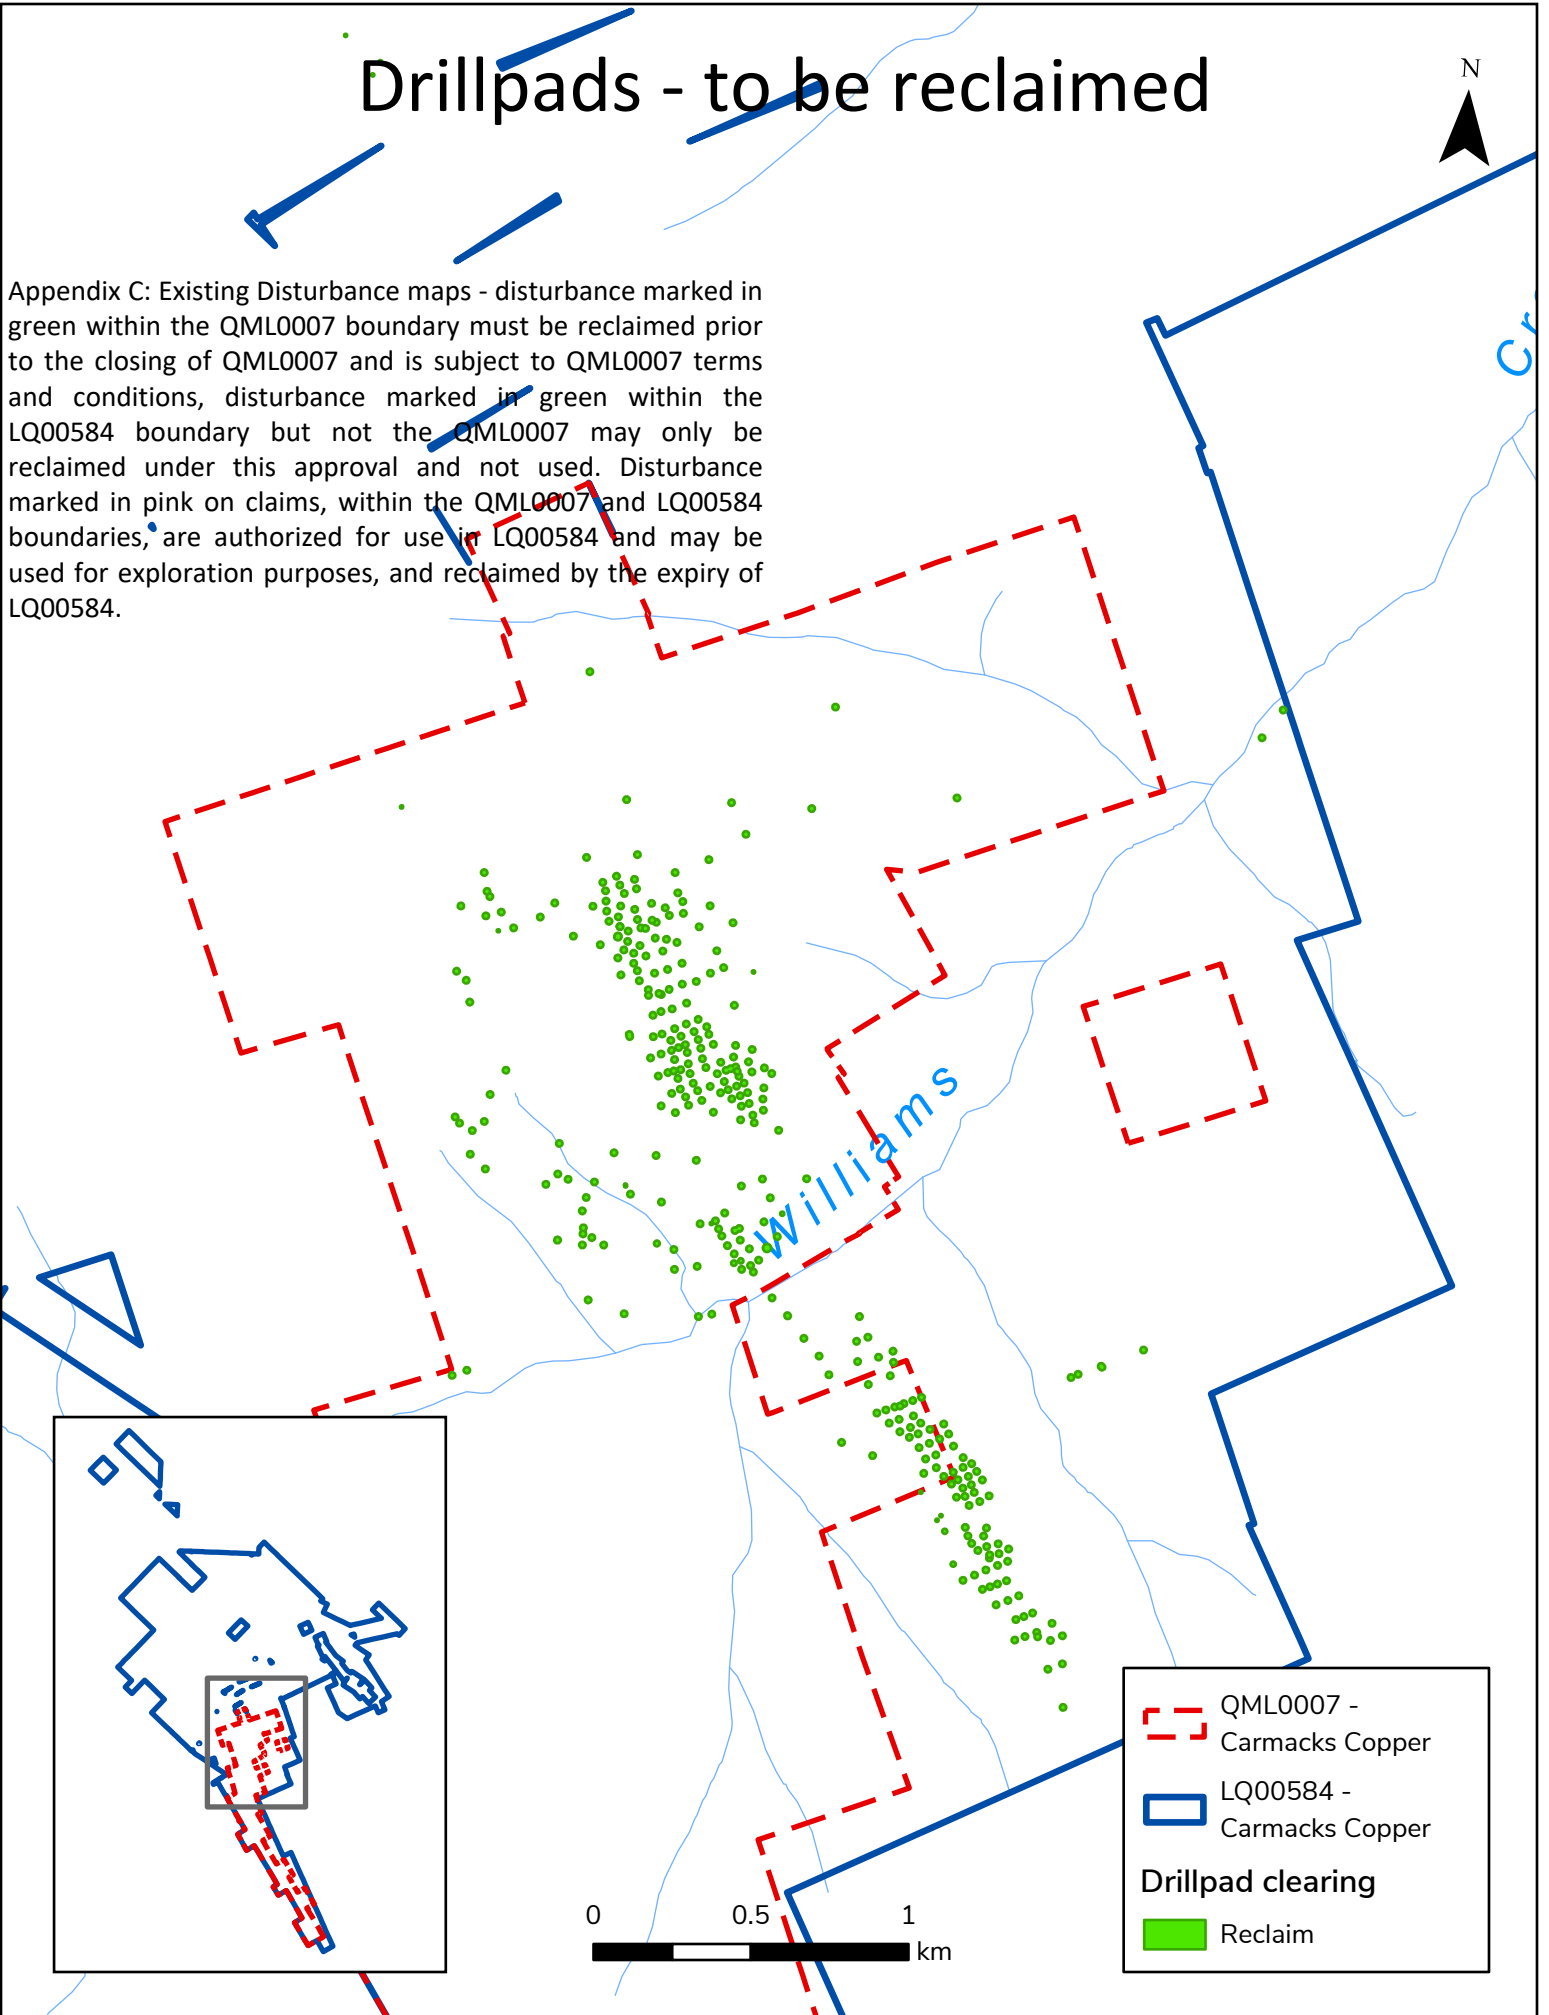 Drillpads - to be reclaimed
N
Appendix C: Existing Disturbance maps - disturbance marked in
green within the QML0007 boundary must be reclaimed prior
to the closing of QML0007 and is subject to QML0007 terms
and conditions, disturbance marked in green within the
LQ00584 boundary but not the QML0007 may only be
reclaimed under this approval and not used. Disturbance
marked in pink on claims, within the QML0007 and LQ00584
boundaries, are authorized for use in LQ00584 and may be
used for exploration purposes, and reclaimed by the expiry of
LQ00584.
Williams
QML0007 -
Carmacks Copper
LQ00584 -
Carmacks Copper
Drillpad clearing
Reclaim
0 0.5 1
km